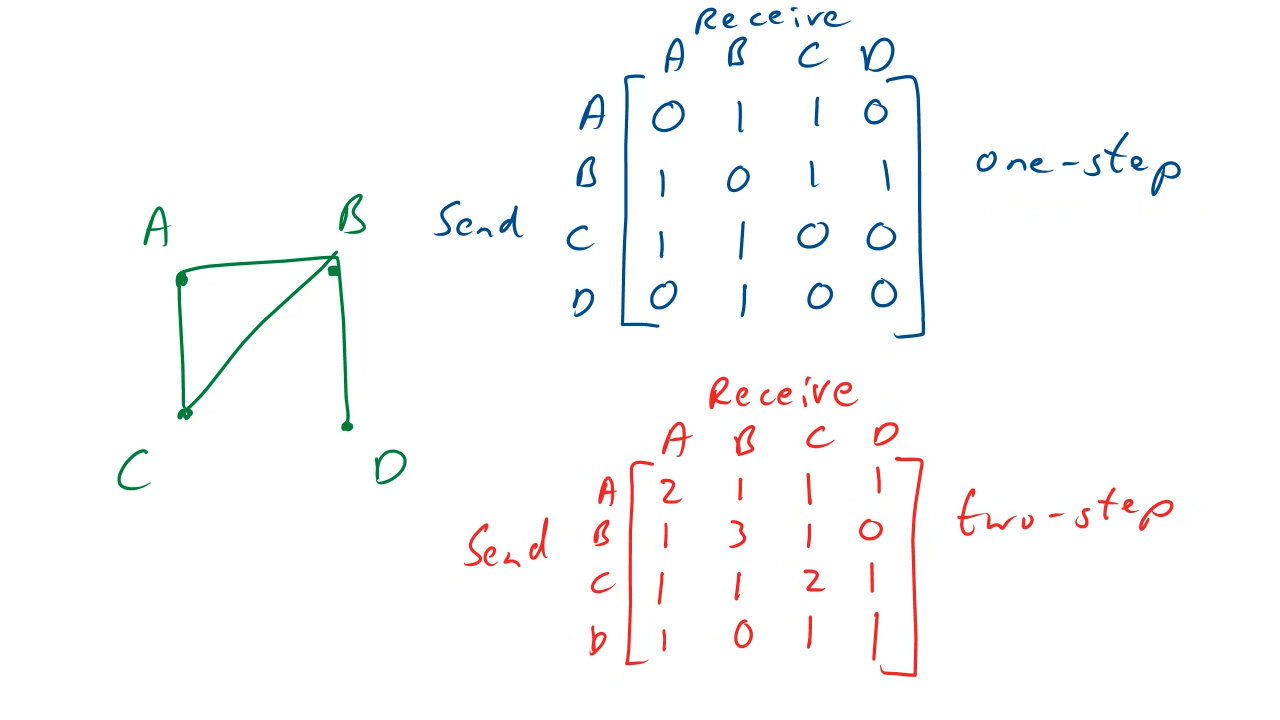 Receive
A B C D
A 0 1 1 0
B 1 0 1 1
C 1 1 0 0
D 0 1 0 0
Send
one-step
A B
C D
Receive
A B C D
A 2 1 1 1
B 1 3 1 0
C 1 1 2 1
D 1 0 1 1
Send
two-step